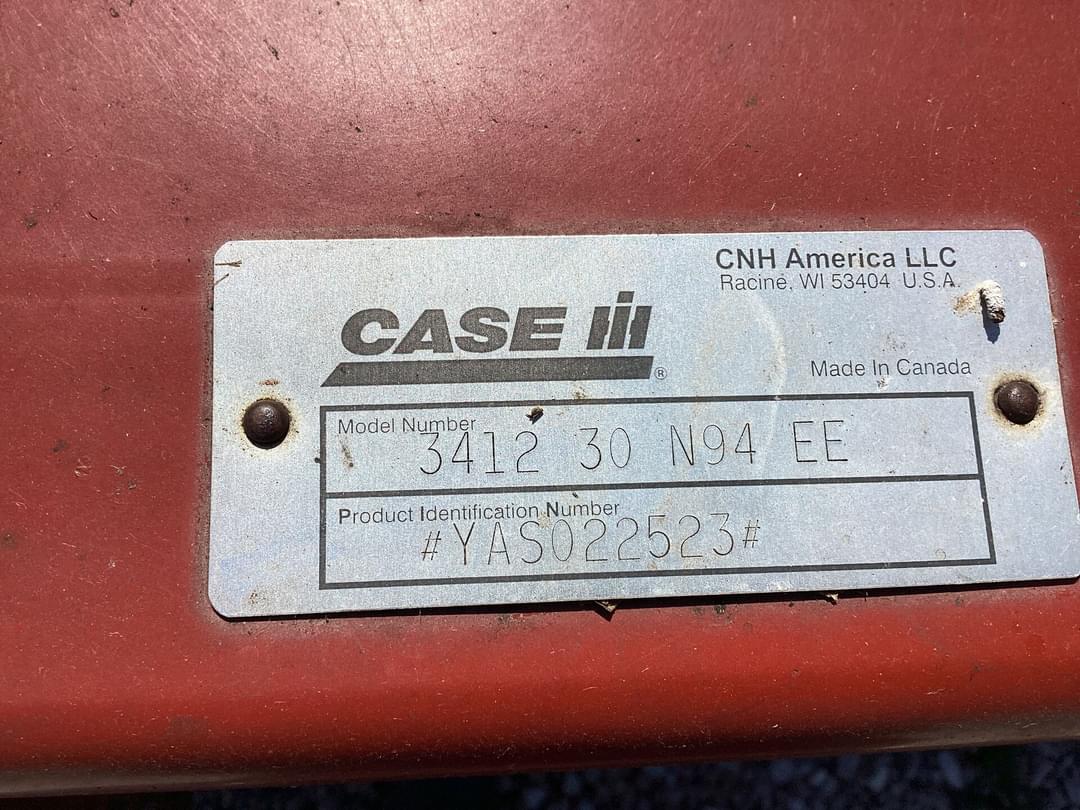 CNH America LLC
Racine, WI 53404 U.S.A.
CASE IH
®
Made In Canada
Model Number
3412 30 N94 EE
Product Identification Number
#YAS022523#